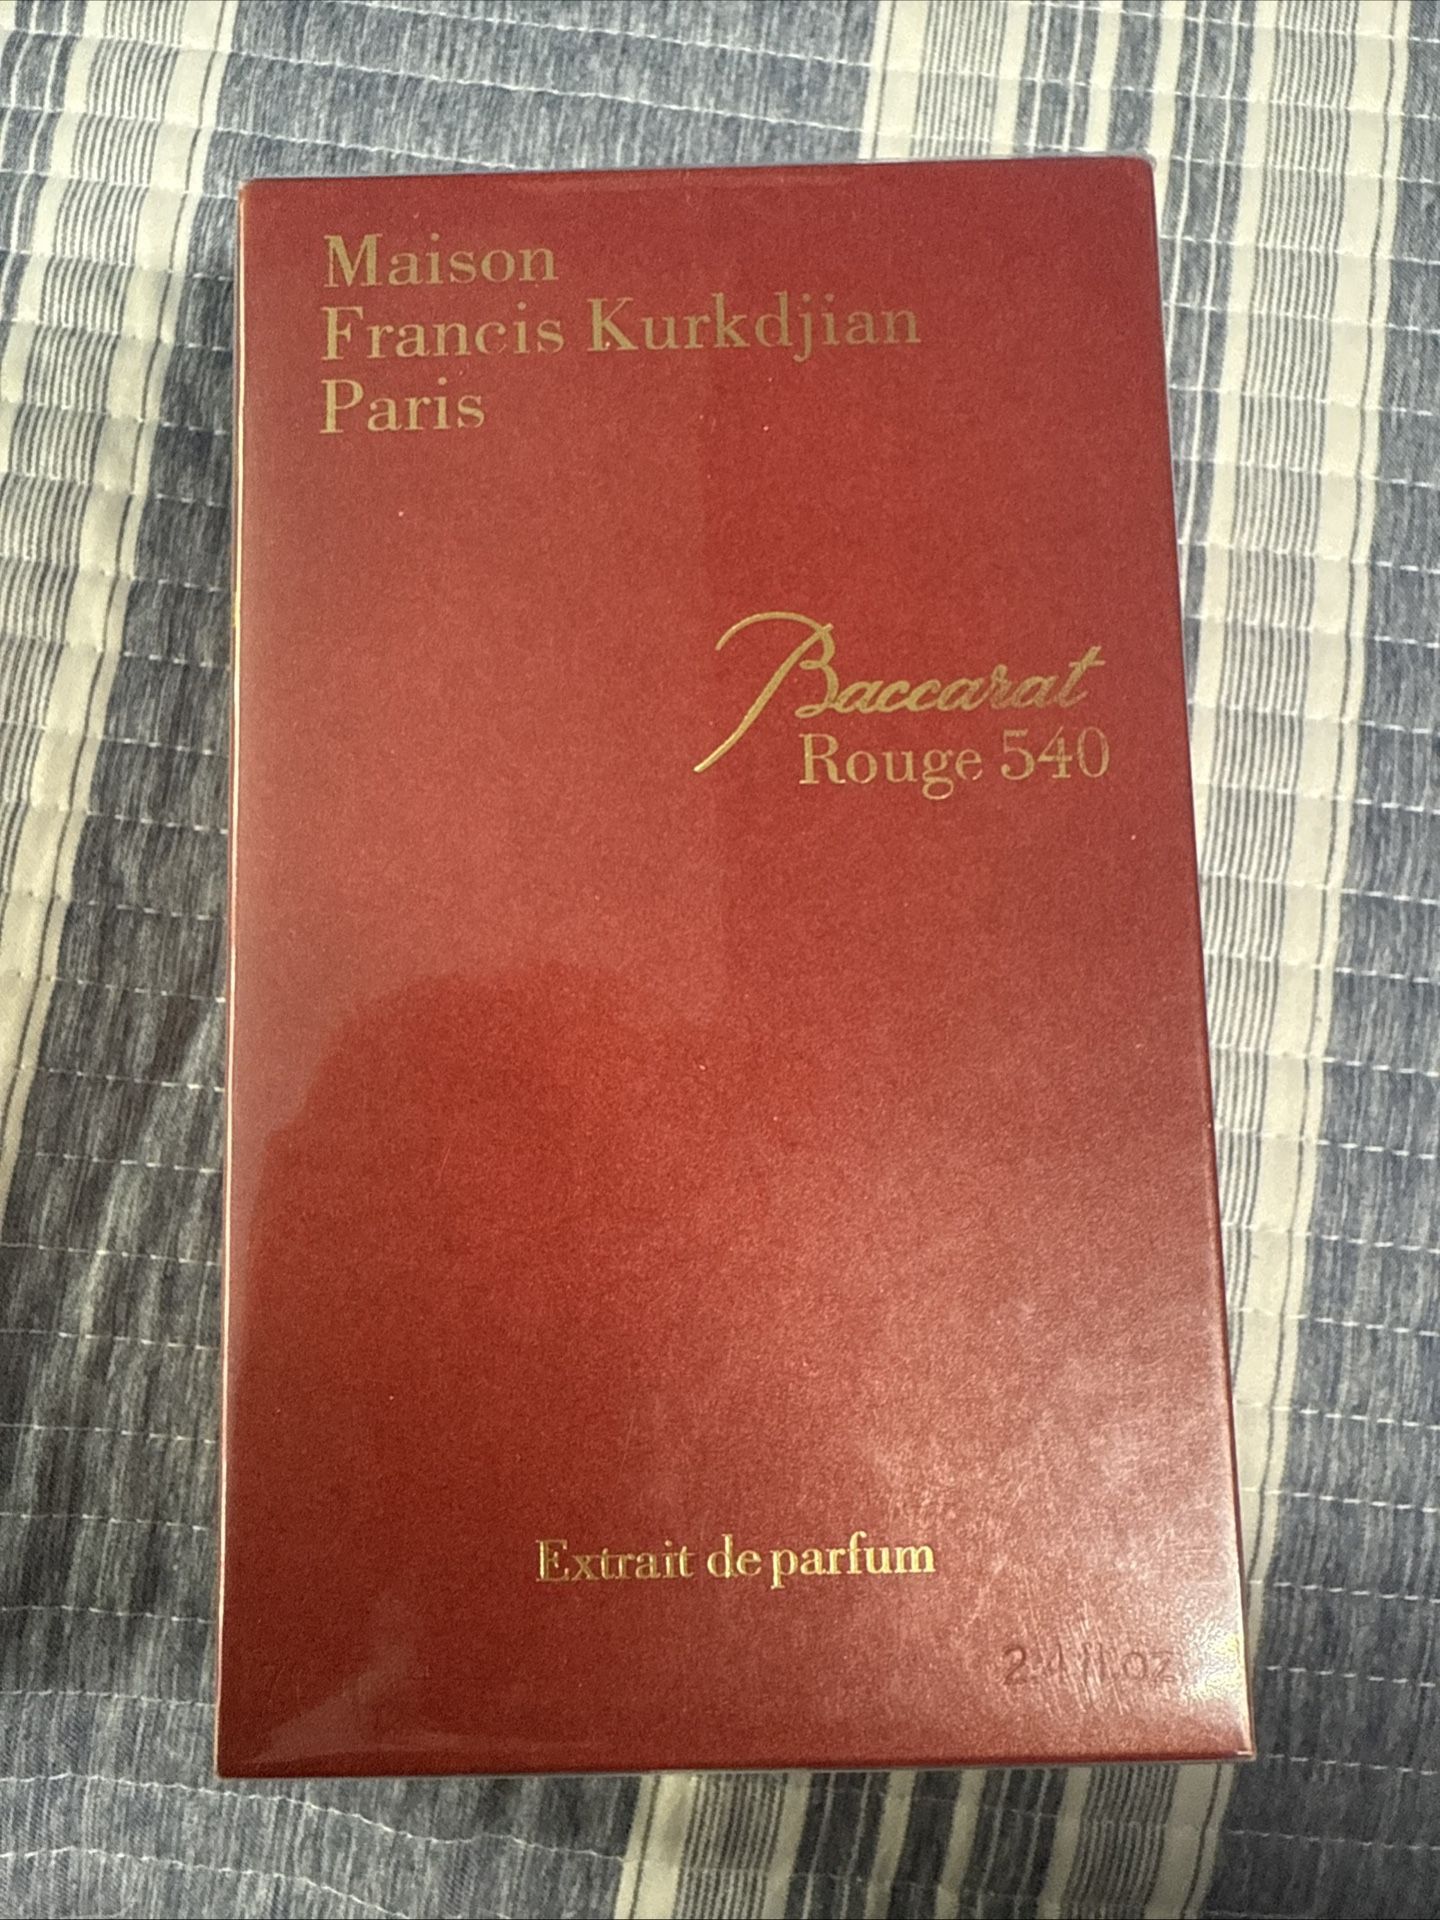 Maison
Francis Kurkdjian
Paris
Baccarat
Rouge 540
Extrait de parfum
2.4 fl.oz.